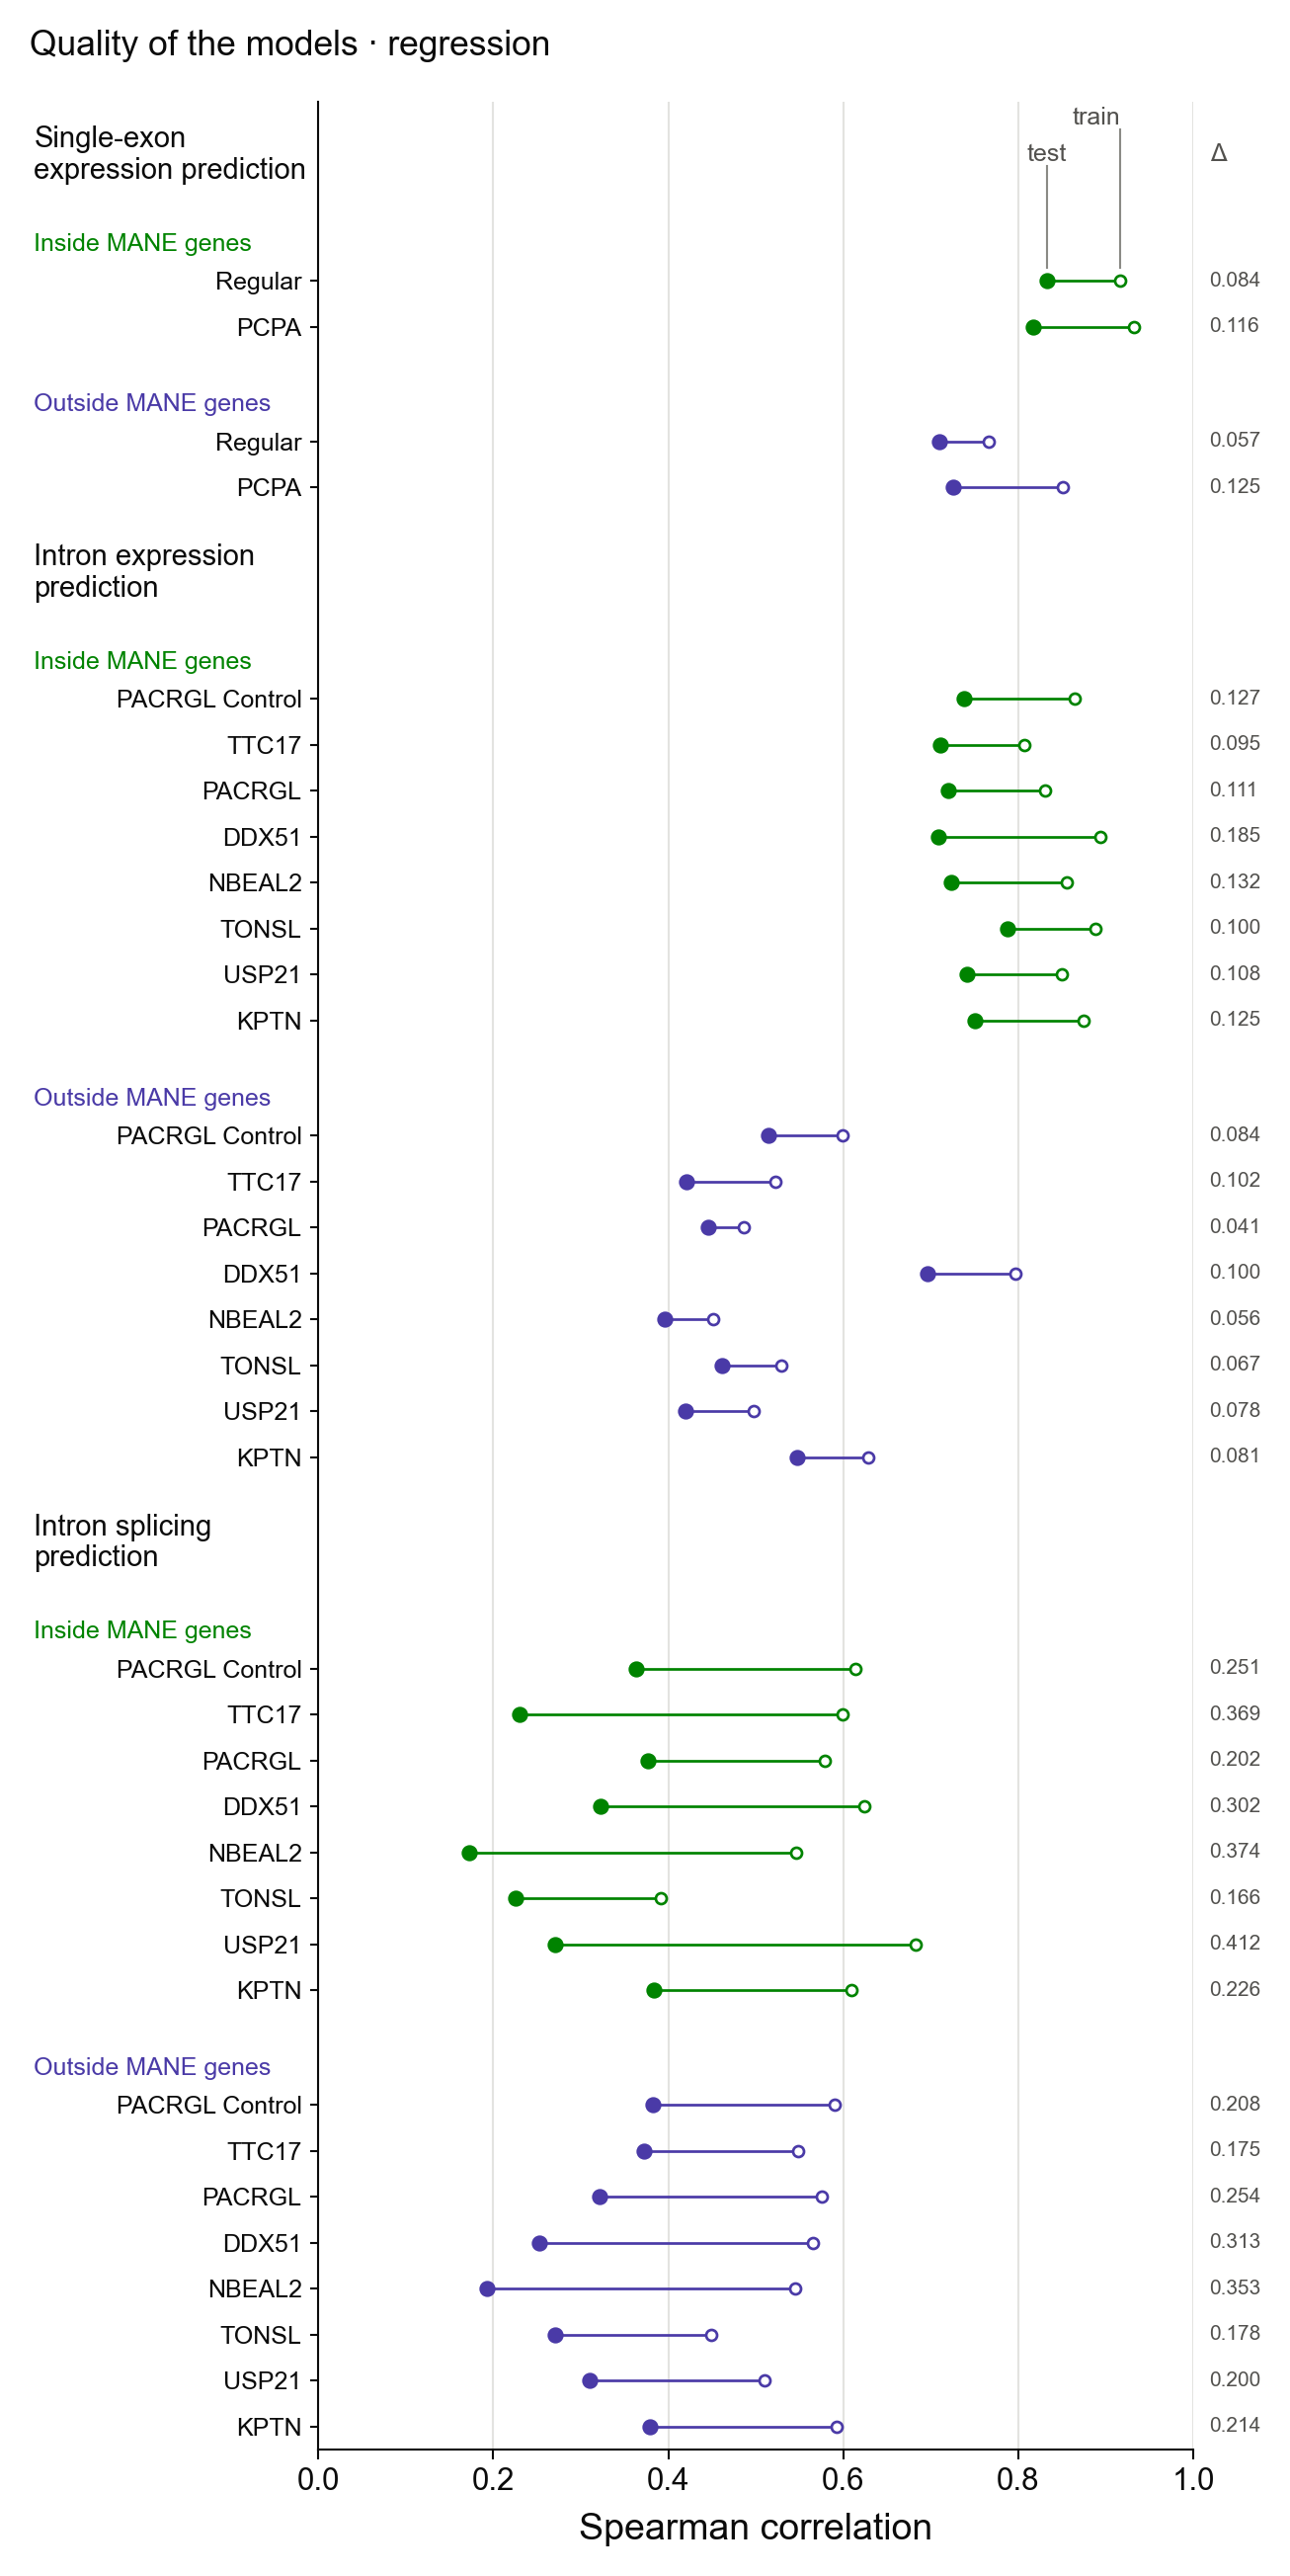 Quality of the models · regression
train
test
Δ
Single-exon
expression prediction
Inside MANE genes
Regular 0.084
PCPA 0.116
Outside MANE genes
Regular 0.057
PCPA 0.125
Intron expression
prediction
Inside MANE genes
PACRGL Control 0.127
TTC17 0.095
PACRGL 0.111
DDX51 0.185
NBEAL2 0.132
TONSL 0.100
USP21 0.108
KPTN 0.125
Outside MANE genes
PACRGL Control 0.084
TTC17 0.102
PACRGL 0.041
DDX51 0.100
NBEAL2 0.056
TONSL 0.067
USP21 0.078
KPTN 0.081
Intron splicing
prediction
Inside MANE genes
PACRGL Control 0.251
TTC17 0.369
PACRGL 0.202
DDX51 0.302
NBEAL2 0.374
TONSL 0.166
USP21 0.412
KPTN 0.226
Outside MANE genes
PACRGL Control 0.208
TTC17 0.175
PACRGL 0.254
DDX51 0.313
NBEAL2 0.353
TONSL 0.178
USP21 0.200
KPTN 0.214
0.0 0.2 0.4 0.6 0.8 1.0
Spearman correlation